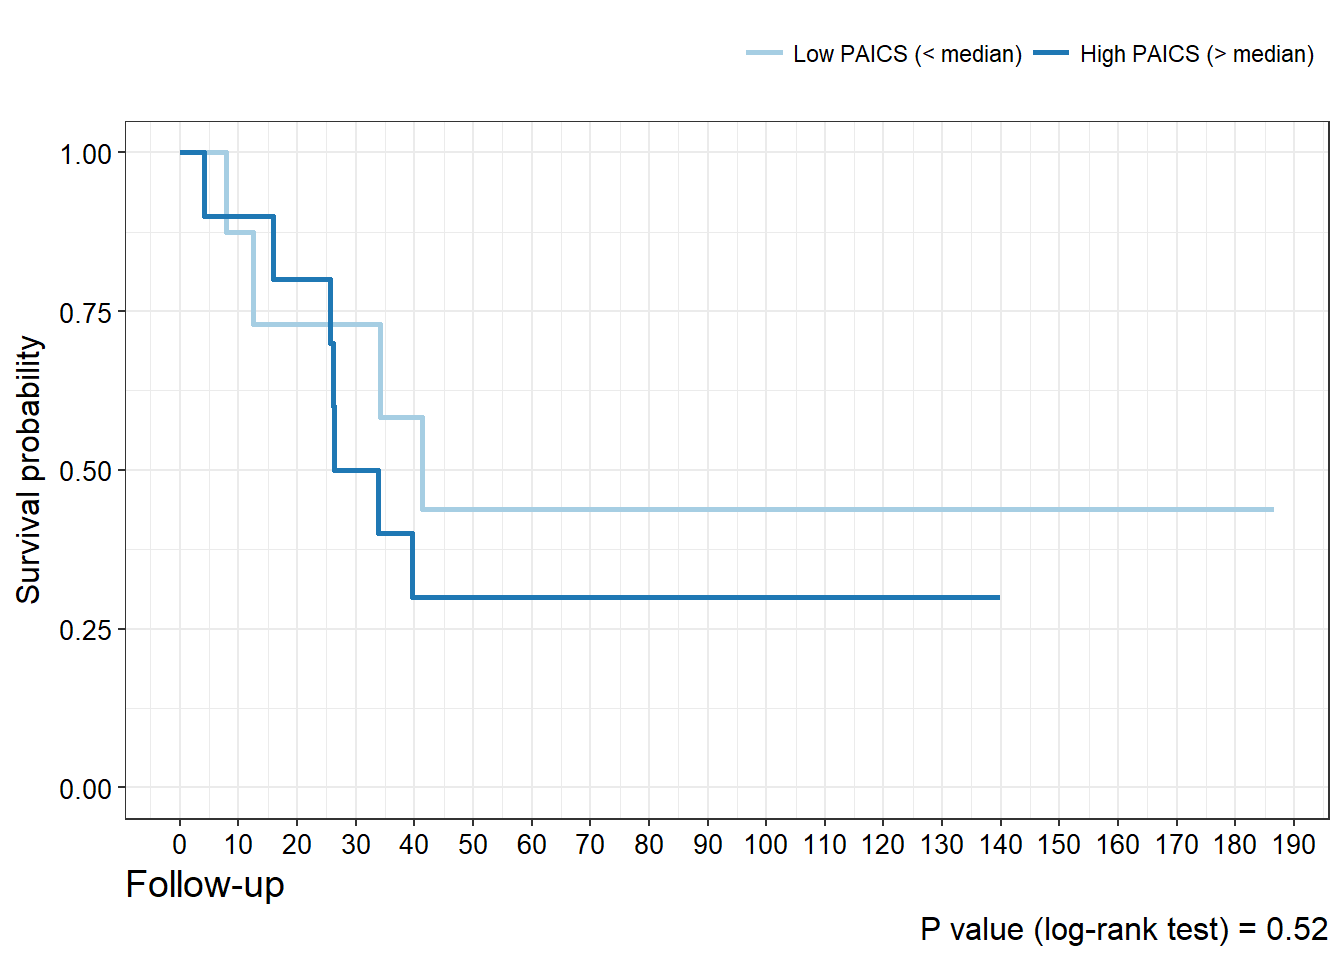 Low PAICS (< median) High PAICS (> median)
1.00
0.75
0.50
0.25
0.00
Survival probability
0 10 20 30 40 50 60 70 80 90 100 110 120 130 140 150 160 170 180 190
Follow-up
P value (log-rank test) = 0.52